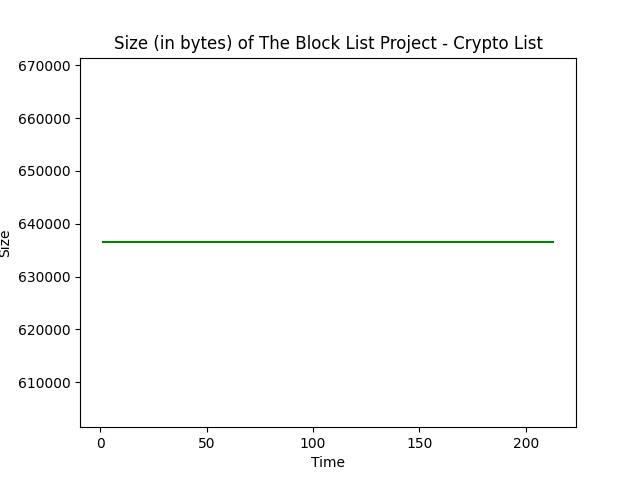 Size (in bytes) of The Block List Project - Crypto List
670000
660000
650000
640000
630000
620000
610000
Size
0 50 100 150 200
Time